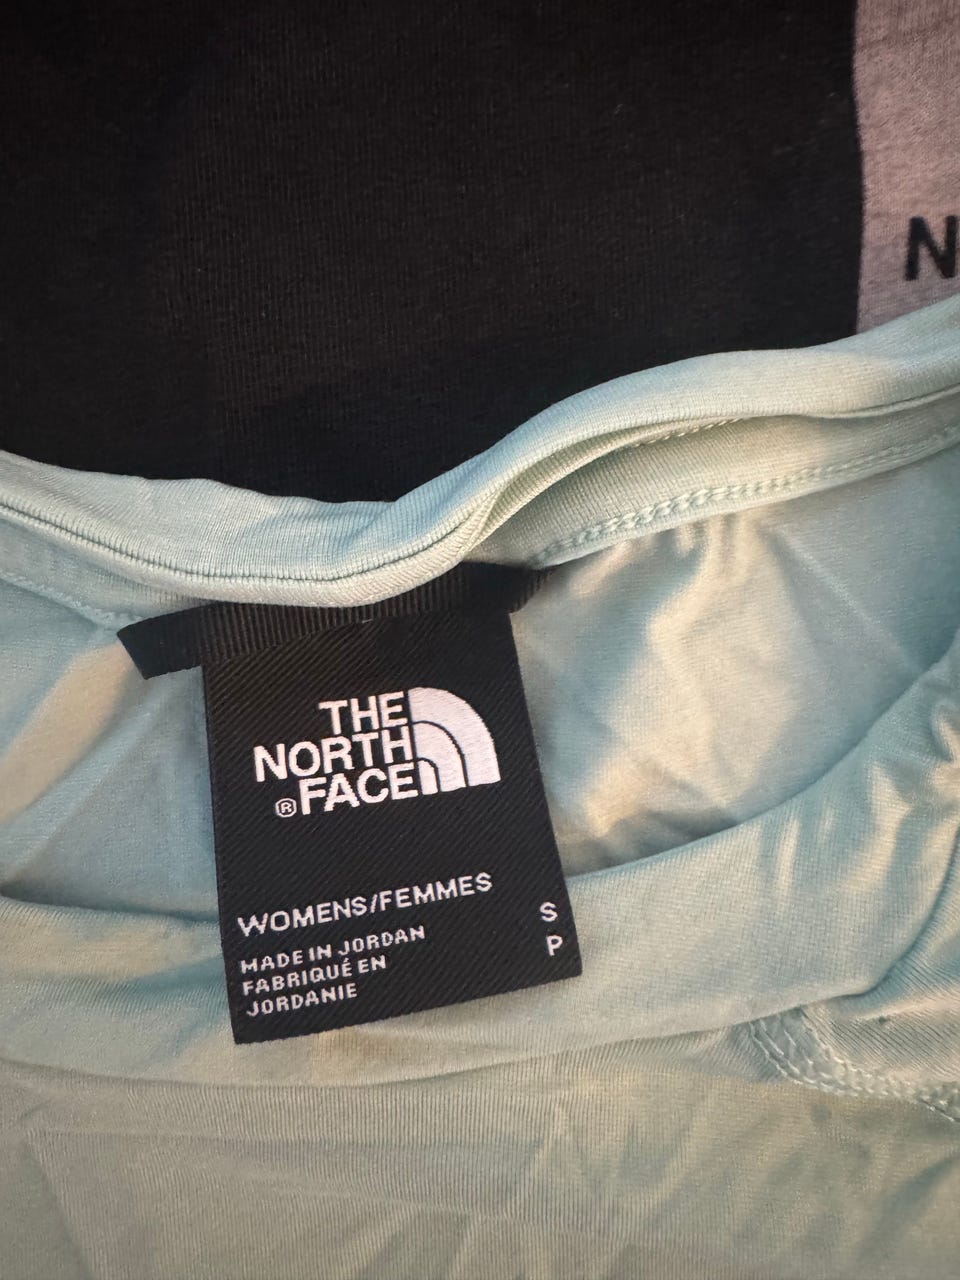 N
THE
NORTH
®FACE
WOMENS/FEMMES
S
P
MADE IN JORDAN
FABRIQUÉ EN
JORDANIE